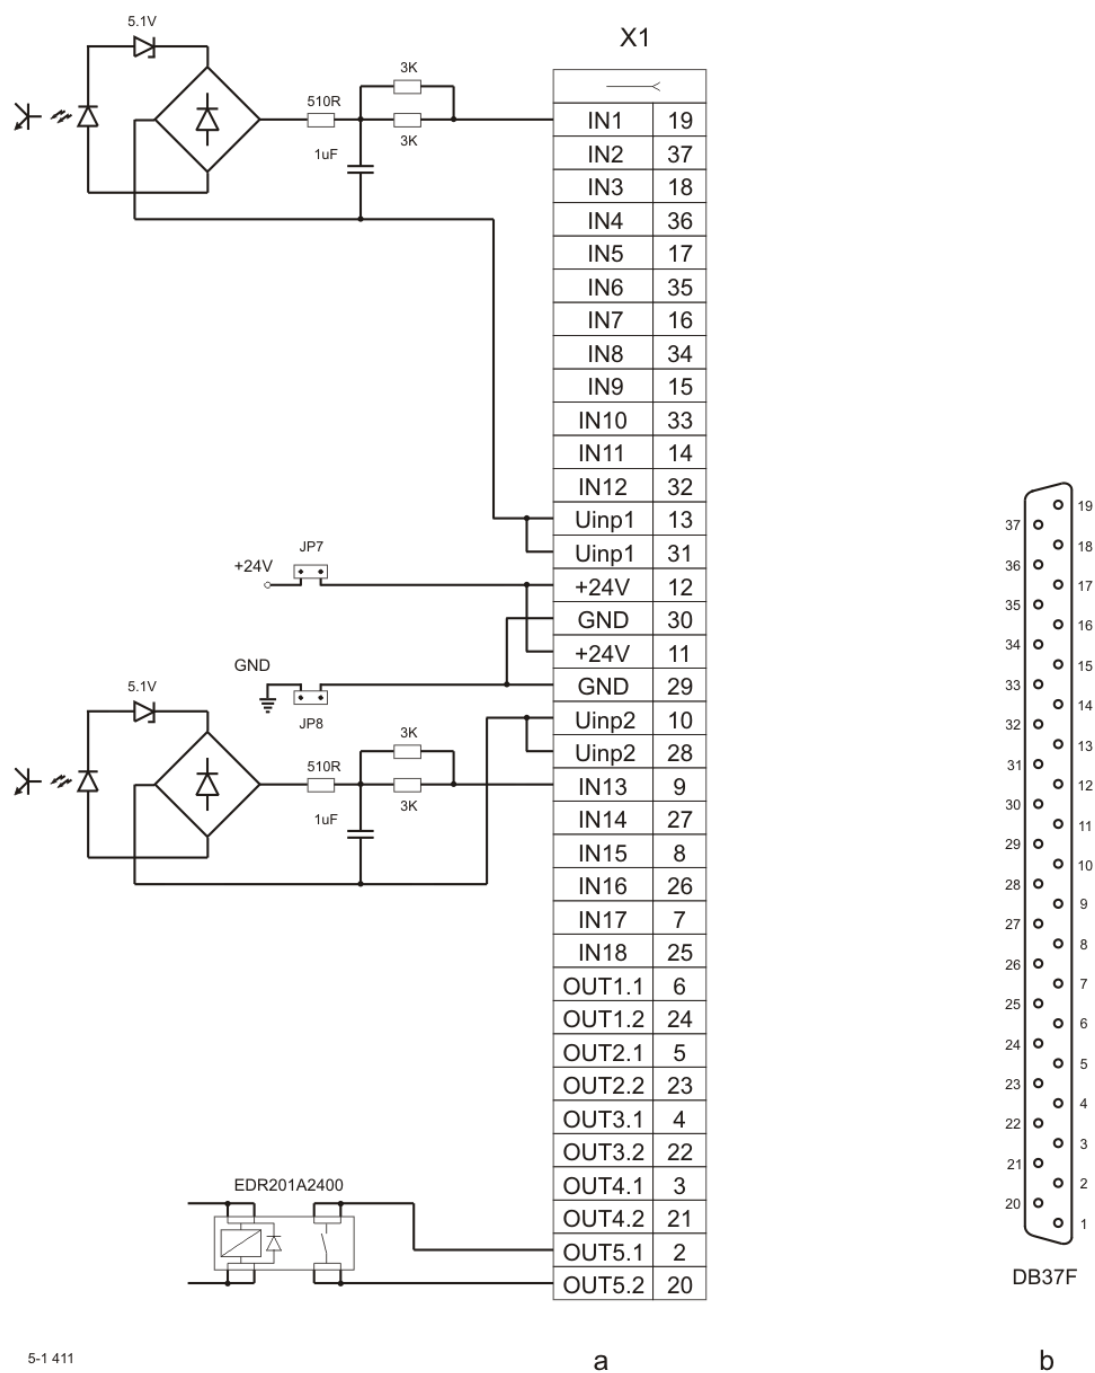 5.1V
X1
3K
510R
3K
1uF
IN1 19
IN2 37
IN3 18
IN4 36
IN5 17
IN6 35
IN7 16
IN8 34
IN9 15
IN10 33
IN11 14
IN12 32
Uinp1 13
Uinp1 31
JP7
+24V
+24V 12
GND 30
+24V 11
GND
GND 29
JP8
5.1V
Uinp2 10
3K
Uinp2 28
510R
IN13 9
3K
1uF
IN14 27
IN15 8
IN16 26
IN17 7
IN18 25
OUT1.1 6
OUT1.2 24
OUT2.1 5
OUT2.2 23
OUT3.1 4
OUT3.2 22
EDR201A2400
OUT4.1 3
OUT4.2 21
OUT5.1 2
OUT5.2 20
19
37
18
36
17
35
16
34
15
33
14
32
13
31
12
30
11
29
10
28
9
27
8
26
7
25
6
24
5
23
4
22
3
21
2
20
1
DB37F
5-1 411
a
b